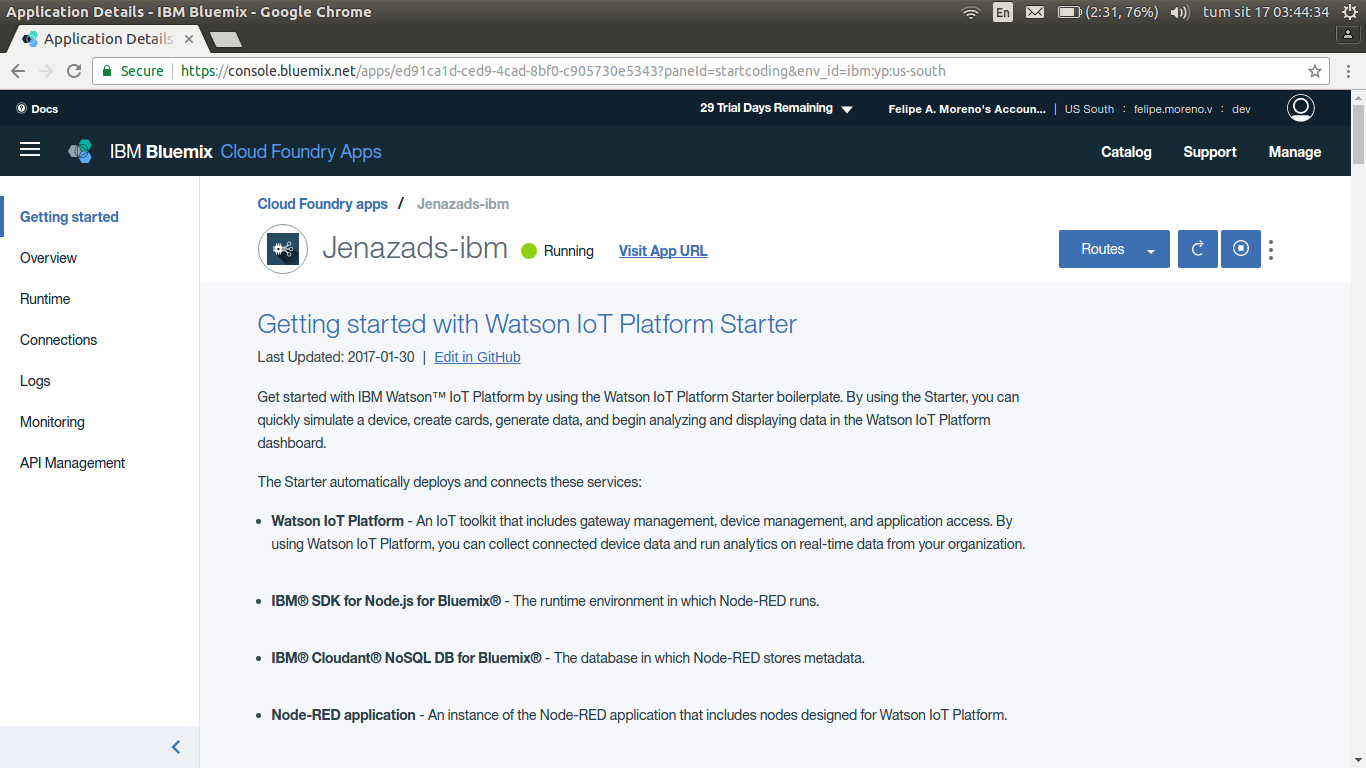 Application Details - IBM Bluemix - Google Chrome
En
(2:31, 76%)
tum sit 17 03:44:34
Application Details
Secure
https://console.bluemix.net/apps/ed91ca1d-ced9-4cad-8bf0-c905730e5343?paneId=startcoding&env_id=ibm:yp:us-south
Docs
29 Trial Days Remaining
Felipe A. Moreno's Accoun... | US South : felipe.moreno.v : dev
IBM Bluemix Cloud Foundry Apps
Catalog
Support
Manage
Getting started
Overview
Runtime
Connections
Logs
Monitoring
API Management
Cloud Foundry apps / Jenazads-ibm
Jenazads-ibm
Running
Visit App URL
Routes
Getting started with Watson IoT Platform Starter
Last Updated: 2017-01-30 | Edit in GitHub
Get started with IBM Watson™ IoT Platform by using the Watson IoT Platform Starter boilerplate. By using the Starter, you can
quickly simulate a device, create cards, generate data, and begin analyzing and displaying data in the Watson IoT Platform
dashboard.
The Starter automatically deploys and connects these services:
• Watson IoT Platform - An IoT toolkit that includes gateway management, device management, and application access. By
using Watson IoT Platform, you can collect connected device data and run analytics on real-time data from your organization.
• IBM® SDK for Node.js for Bluemix® - The runtime environment in which Node-RED runs.
• IBM® Cloudant® NoSQL DB for Bluemix® - The database in which Node-RED stores metadata.
• Node-RED application - An instance of the Node-RED application that includes nodes designed for Watson IoT Platform.